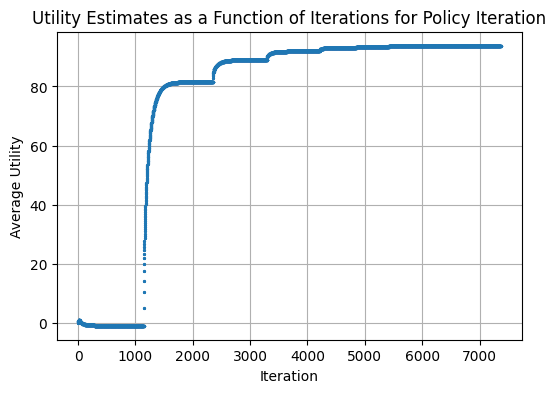 Utility Estimates as a Function of Iterations for Policy Iteration
Average Utility
80
60
40
20
0
0 1000 2000 3000 4000 5000 6000 7000
Iteration